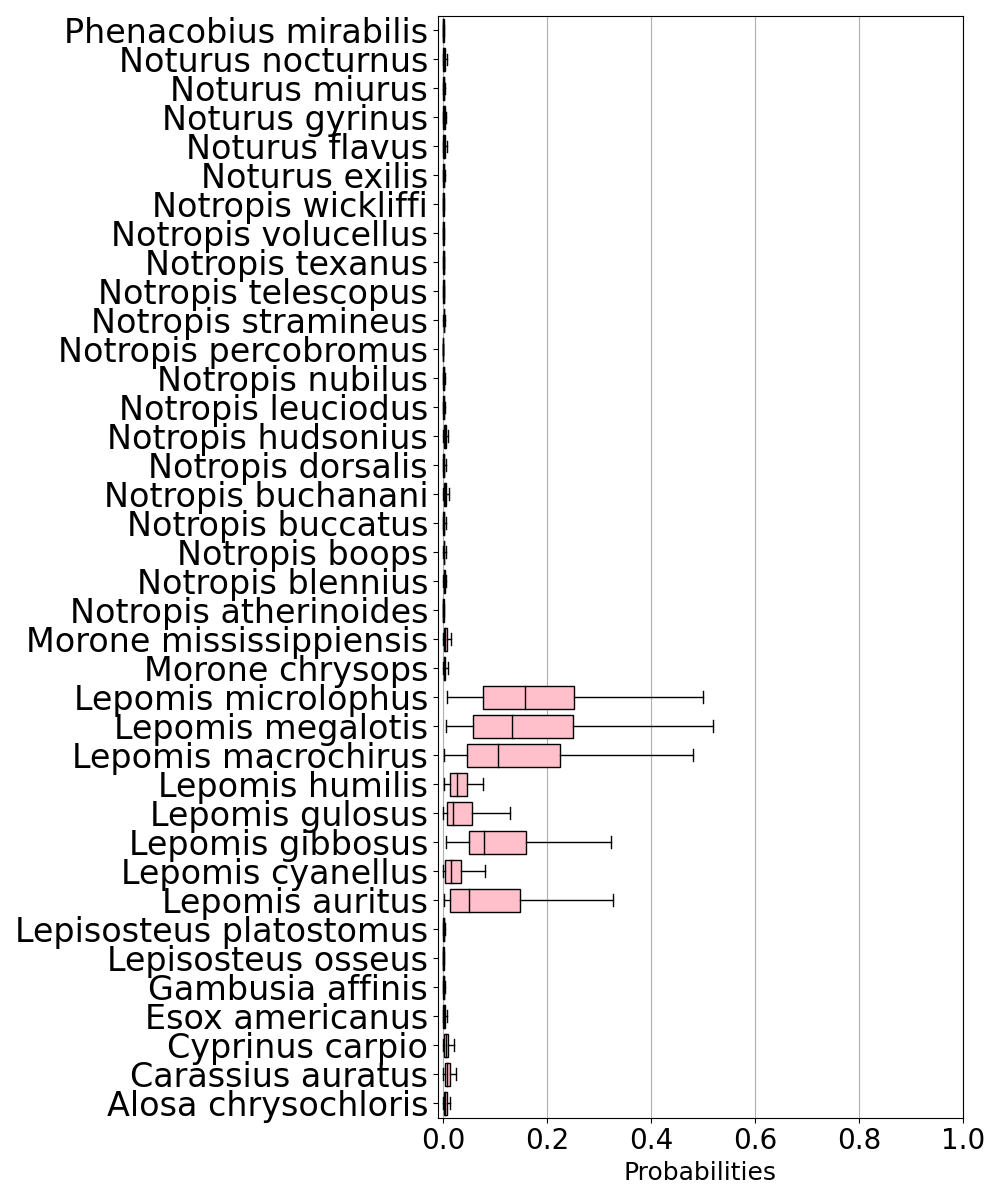 Phenacobius mirabilis
Noturus nocturnus
Noturus miurus
Noturus gyrinus
Noturus flavus
Noturus exilis
Notropis wickliffi
Notropis volucellus
Notropis texanus
Notropis telescopus
Notropis stramineus
Notropis percobromus
Notropis nubilus
Notropis leuciodus
Notropis hudsonius
Notropis dorsalis
Notropis buchanani
Notropis buccatus
Notropis boops
Notropis blennius
Notropis atherinoides
Morone mississippiensis
Morone chrysops
Lepomis microlophus
Lepomis megalotis
Lepomis macrochirus
Lepomis humilis
Lepomis gulosus
Lepomis gibbosus
Lepomis cyanellus
Lepomis auritus
Lepisosteus platostomus
Lepisosteus osseus
Gambusia affinis
Esox americanus
Cyprinus carpio
Carassius auratus
Alosa chrysochloris
0.0 0.2 0.4 0.6 0.8 1.0
Probabilities